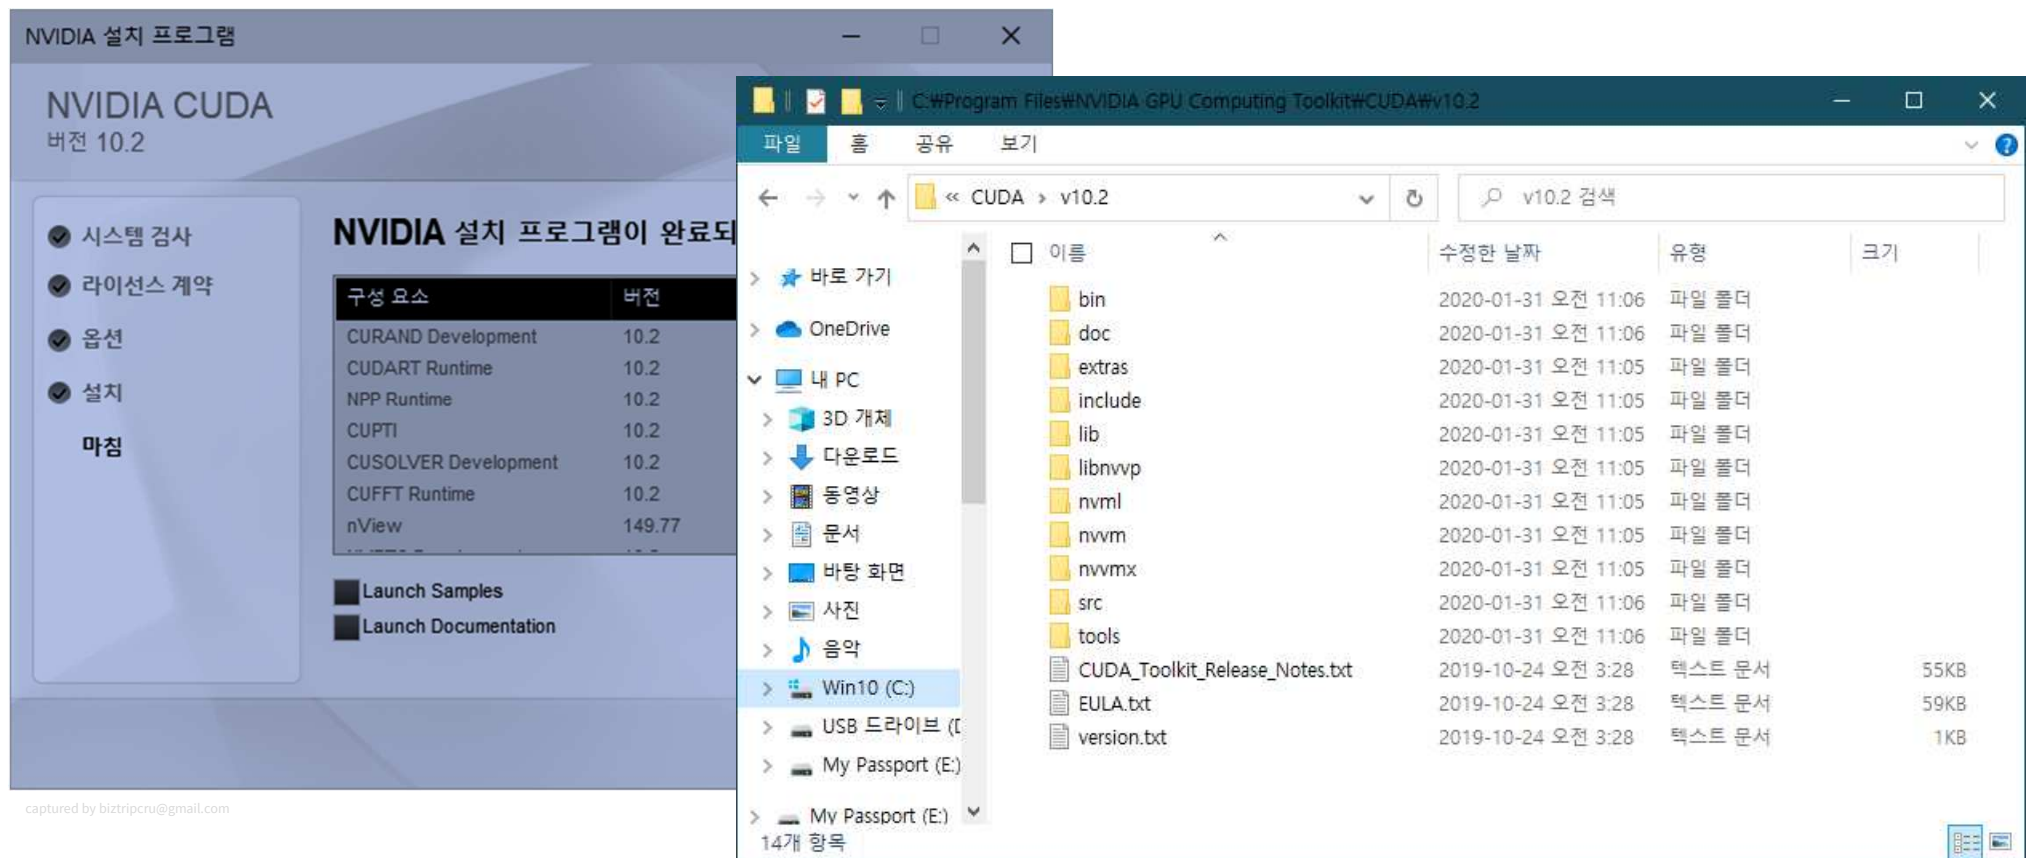 NVIDIA 설치 프로그램
NVIDIA CUDA
버전 10.2
시스템 검사
라이선스 계약
옵션
설치
마침
NVIDIA 설치 프로그램이 완료되
구성 요소 버전
CURAND Development 10.2
CUDART Runtime 10.2
NPP Runtime 10.2
CUPTI 10.2
CUSOLVER Development 10.2
CUFFT Runtime 10.2
nView 149.77
Launch Samples
Launch Documentation
captured by biztripcru@gmail.com
C:₩Program Files₩NVIDIA GPU Computing Toolkit₩CUDA₩v10.2
파일 홈 공유 보기
« CUDA › v10.2
v10.2 검색
바로 가기
OneDrive
내 PC
3D 개체
다운로드
동영상
문서
바탕 화면
사진
음악
Win10 (C:)
USB 드라이브 (D
My Passport (E:)
My Passport (E:)
이름 수정한 날짜 유형 크기
bin 2020-01-31 오전 11:06 파일 폴더
doc 2020-01-31 오전 11:06 파일 폴더
extras 2020-01-31 오전 11:05 파일 폴더
include 2020-01-31 오전 11:05 파일 폴더
lib 2020-01-31 오전 11:05 파일 폴더
libnvvp 2020-01-31 오전 11:05 파일 폴더
nvml 2020-01-31 오전 11:05 파일 폴더
nvvm 2020-01-31 오전 11:05 파일 폴더
nvvmx 2020-01-31 오전 11:05 파일 폴더
src 2020-01-31 오전 11:06 파일 폴더
tools 2020-01-31 오전 11:06 파일 폴더
CUDA_Toolkit_Release_Notes.txt 2019-10-24 오전 3:28 텍스트 문서 55KB
EULA.txt 2019-10-24 오전 3:28 텍스트 문서 59KB
version.txt 2019-10-24 오전 3:28 텍스트 문서 1KB
14개 항목